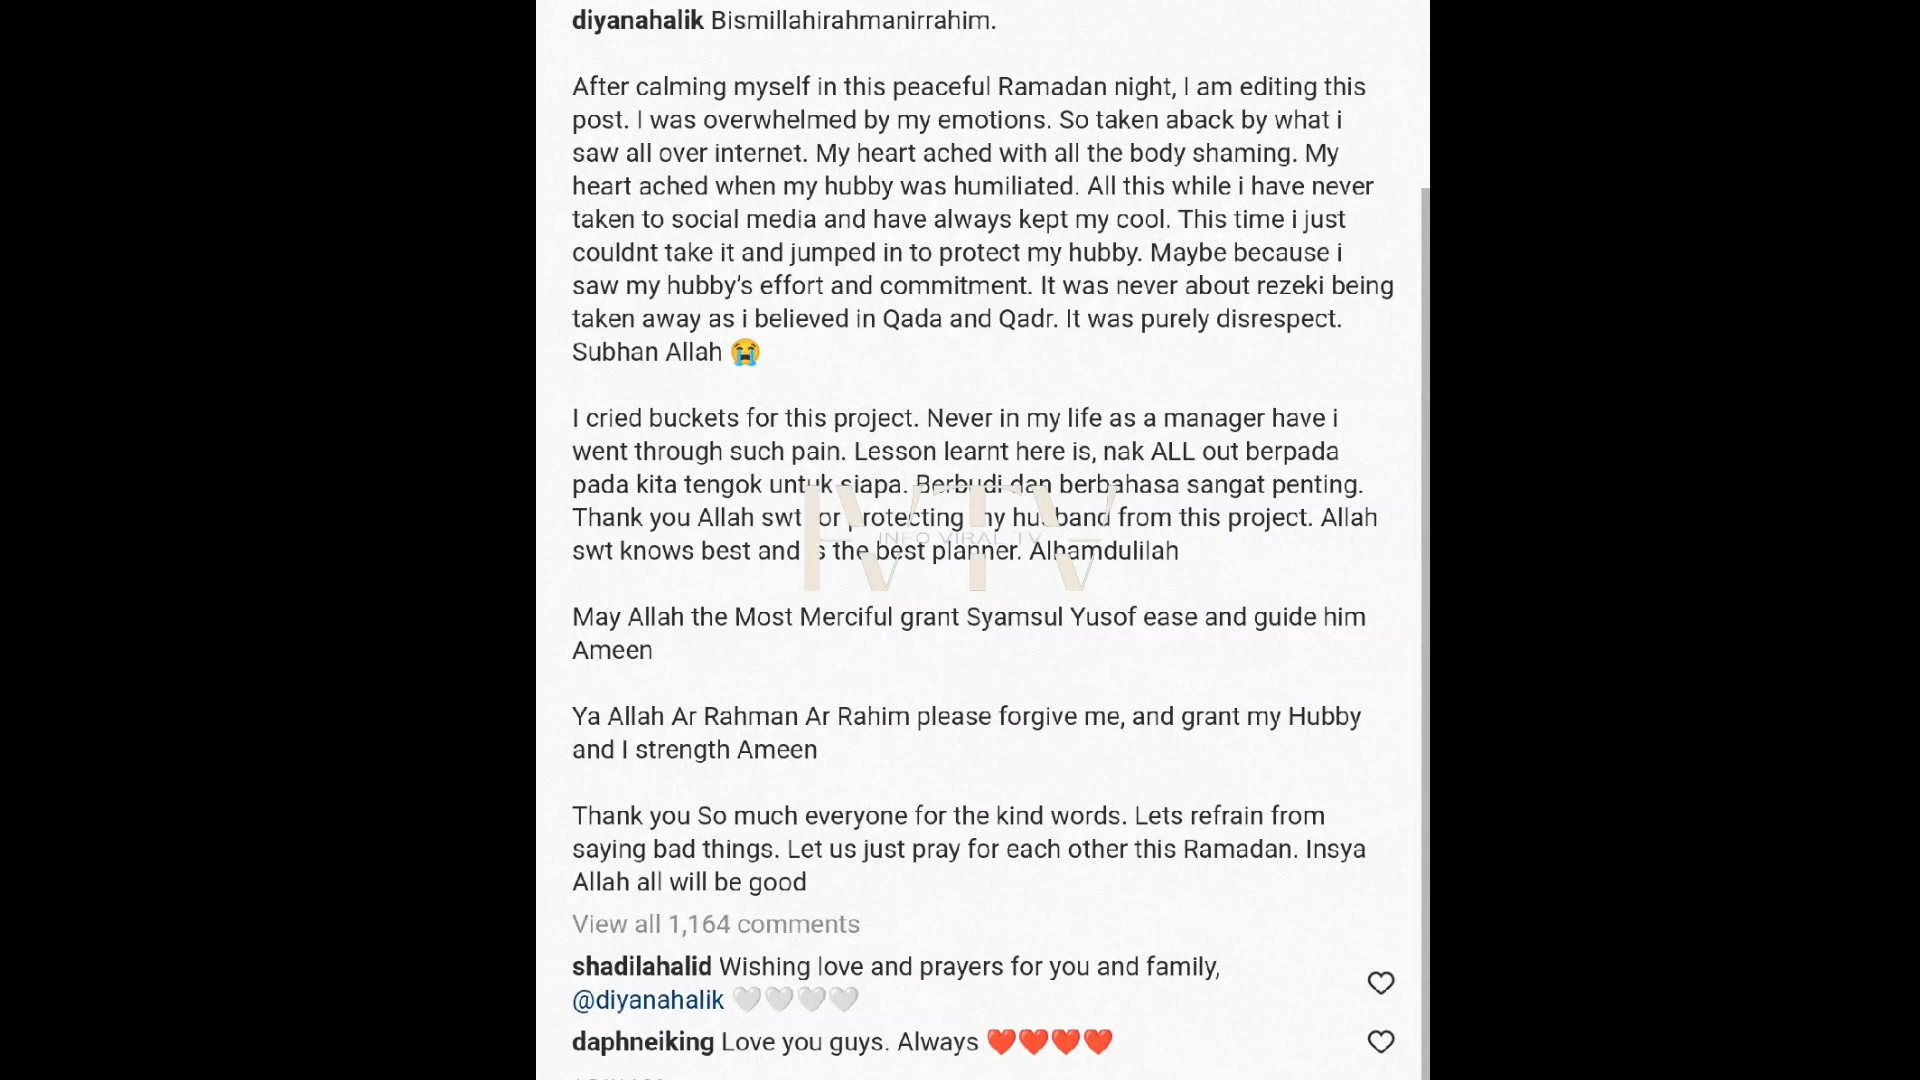 diyanahalik Bismillahirahmanirrahim.
After calming myself in this peaceful Ramadan night, I am editing this
post. I was overwhelmed by my emotions. So taken aback by what i
saw all over internet. My heart ached with all the body shaming. My
heart ached when my hubby was humiliated. All this while i have never
taken to social media and have always kept my cool. This time i just
couldnt take it and jumped in to protect my hubby. Maybe because i
saw my hubby's effort and commitment. It was never about rezeki being
taken away as i believed in Qada and Qadr. It was purely disrespect.
Subhan Allah 😭
I cried buckets for this project. Never in my life as a manager have i
went through such pain. Lesson learnt here is, nak ALL out berpada
pada kita tengok untuk siapa. Berbudi dan berbahasa sangat penting.
Thank you Allah swt for protecting my husband from this project. Allah
swt knows best and is the best planner. Alhamdulilah
IVTV
INFO VIRAL TV
May Allah the Most Merciful grant Syamsul Yusof ease and guide him
Ameen
Ya Allah Ar Rahman Ar Rahim please forgive me, and grant my Hubby
and I strength Ameen
Thank you So much everyone for the kind words. Lets refrain from
saying bad things. Let us just pray for each other this Ramadan. Insya
Allah all will be good
View all 1,164 comments
shadilahalid Wishing love and prayers for you and family,
@diyanahalik 🤍🤍🤍🤍
daphneiking Love you guys. Always ❤️❤️❤️❤️